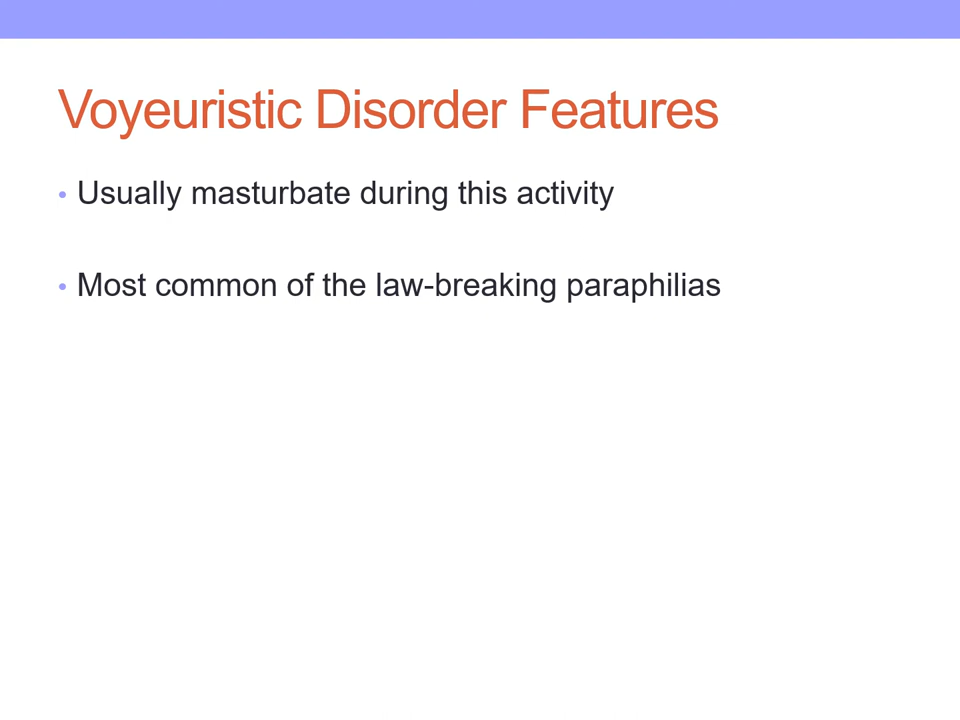 Voyeuristic Disorder Features
• Usually masturbate during this activity
• Most common of the law-breaking paraphilias